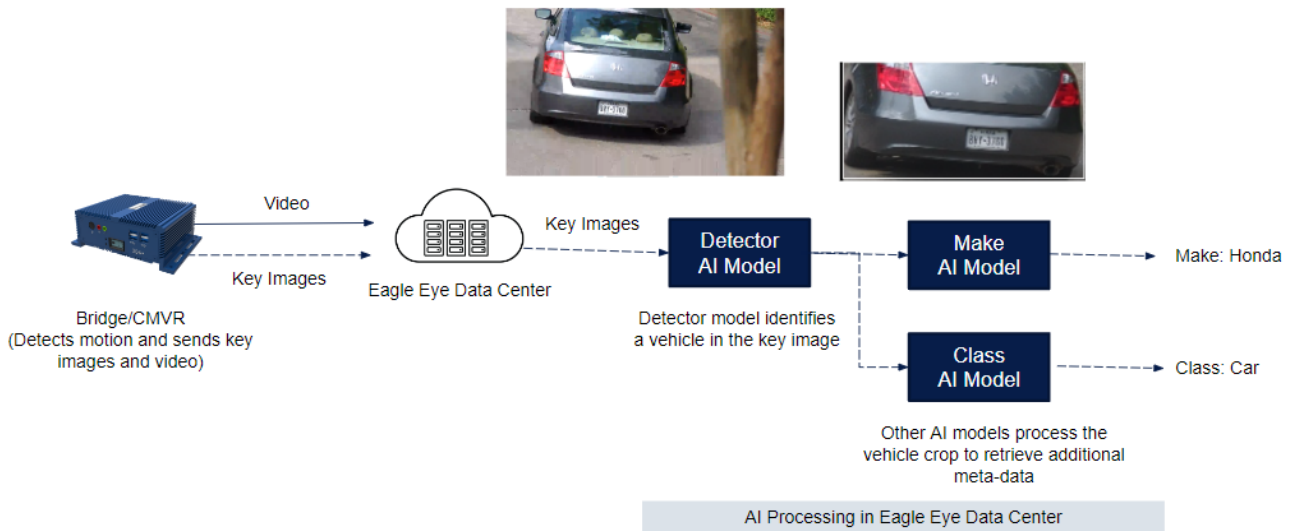 BKY-3700
Video
Key Images
Key Images
Eagle Eye Data Center
Bridge/CMVR
(Detects motion and sends key
images and video)
Detector
AI Model
Detector model identifies
a vehicle in the key image
Make
AI Model
Make: Honda
Class
AI Model
Class: Car
Other AI models process the
vehicle crop to retrieve additional
meta-data
AI Processing in Eagle Eye Data Center